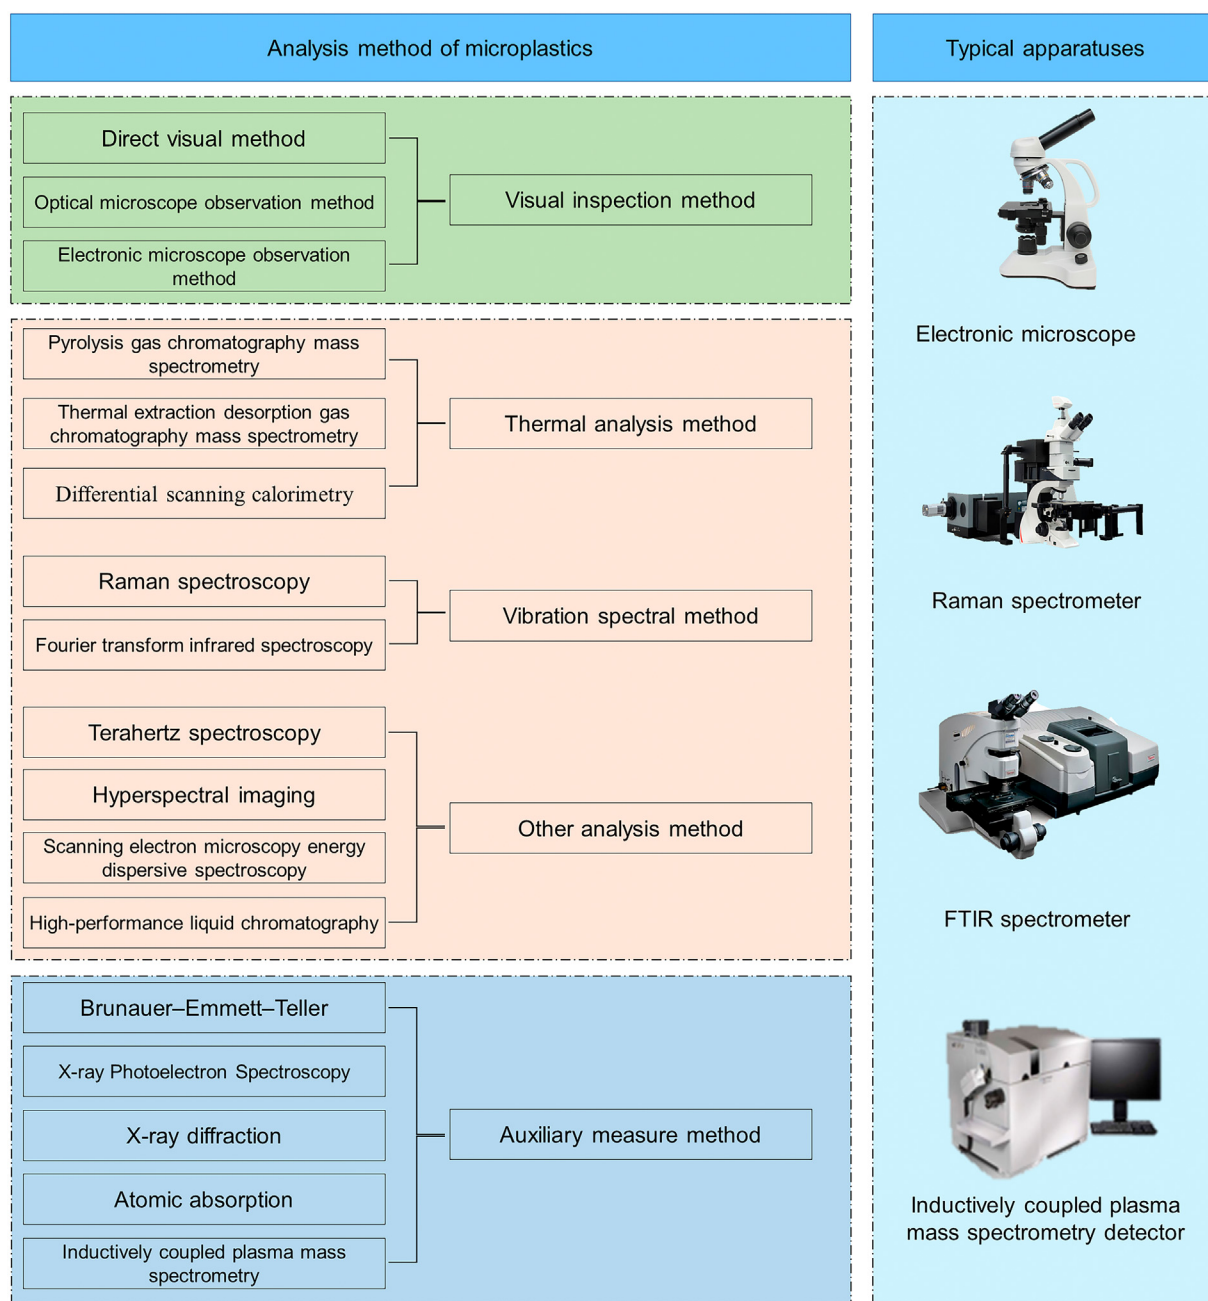 Analysis method of microplastics
Typical apparatuses
Direct visual method
Optical microscope observation method
Electronic microscope observation
method
Visual inspection method
Pyrolysis gas chromatography mass
spectrometry
Thermal extraction desorption gas
chromatography mass spectrometry
Differential scanning calorimetry
Thermal analysis method
Raman spectroscopy
Fourier transform infrared spectroscopy
Vibration spectral method
Terahertz spectroscopy
Hyperspectral imaging
Scanning electron microscopy energy
dispersive spectroscopy
High-performance liquid chromatography
Other analysis method
Brunauer–Emmett–Teller
X-ray Photoelectron Spectroscopy
X-ray diffraction
Atomic absorption
Inductively coupled plasma mass
spectrometry
Auxiliary measure method
Electronic microscope
Raman spectrometer
FTIR spectrometer
Inductively coupled plasma
mass spectrometry detector